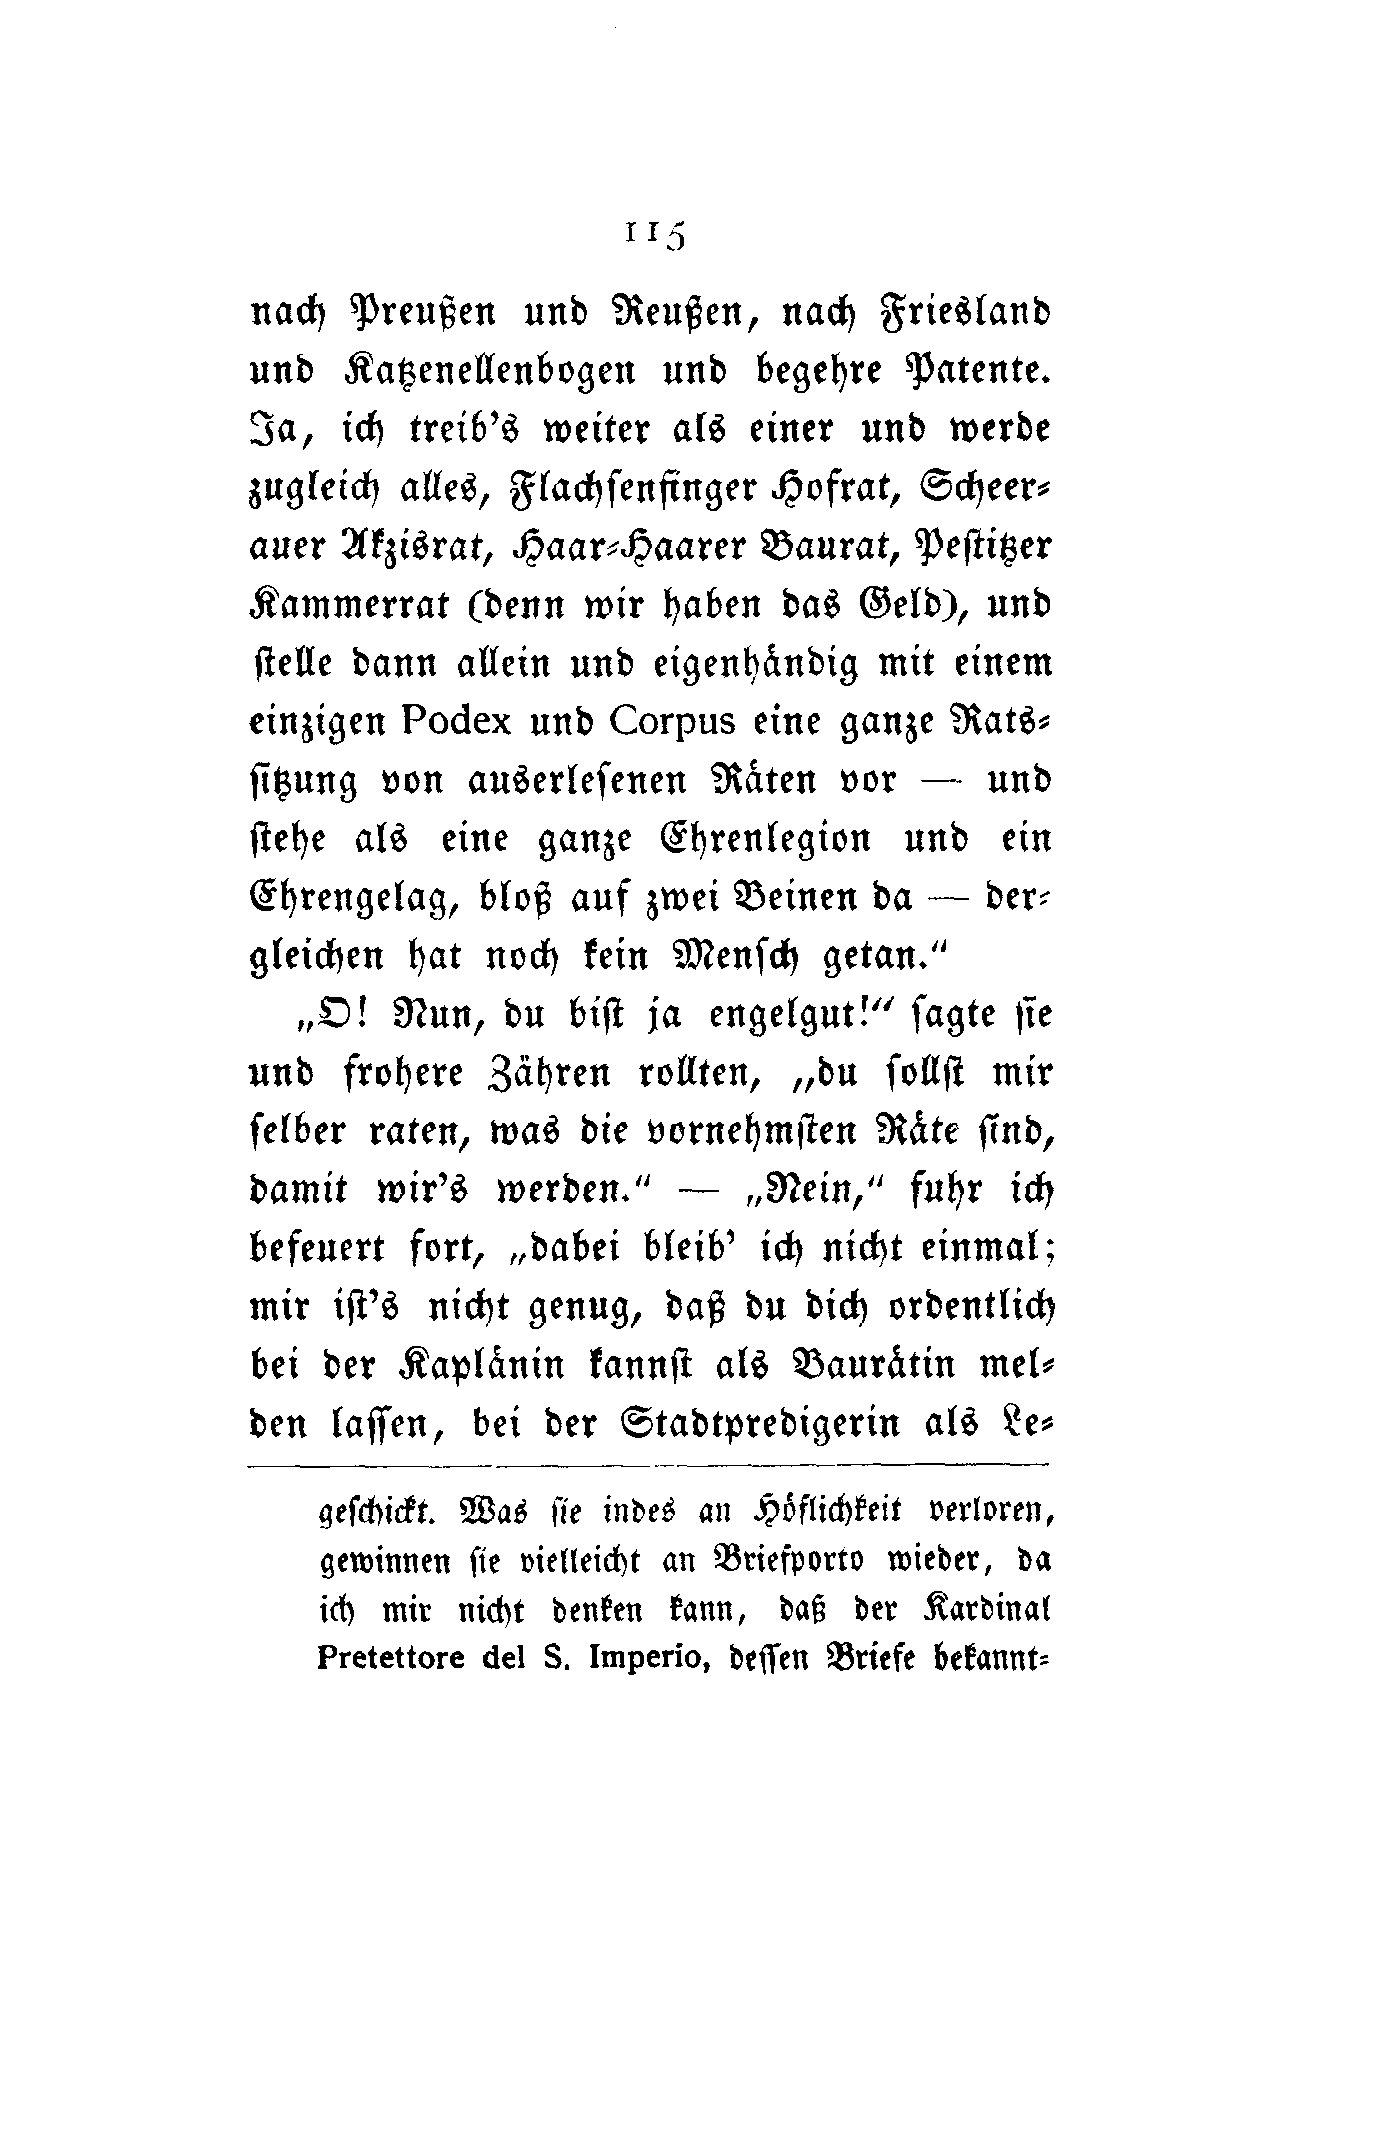 115
nach Preußen und Reußen, nach Friesland
und Katzenellenbogen und begehre Patente.
Ja, ich treib’s weiter als einer und werde
zugleich alles, Flachsenfinger Hofrat, Scheer⸗
auer Akzisrat, Haar⸗Haarer Baurat, Pestitzer
Kammerrat (denn wir haben das Geld), und
stelle dann allein und eigenhändig mit einem
einzigen Podex und Corpus eine ganze Rats⸗
sitzung von auserlesenen Räten vor — und
stehe als eine ganze Ehrenlegion und ein
Ehrengelag, bloß auf zwei Beinen da — der⸗
gleichen hat noch kein Mensch getan.“
„O! Nun, du bist ja engelgut!“ sagte sie
und frohere Zähren rollten, „du sollst mir
selber raten, was die vornehmsten Räte sind,
damit wir’s werden.“ — „Nein,“ fuhr ich
befeuert fort, „dabei bleib’ ich nicht einmal;
mir ist’s nicht genug, daß du dich ordentlich
bei der Kaplänin kannst als Baurätin mel⸗
den lassen, bei der Stadtpredigerin als Le⸗
geschickt. Was sie indes an Höflichkeit verloren,
gewinnen sie vielleicht an Briefporto wieder, da
ich mir nicht denken kann, daß der Kardinal
Pretettore del S. Imperio, dessen Briefe bekannt⸗